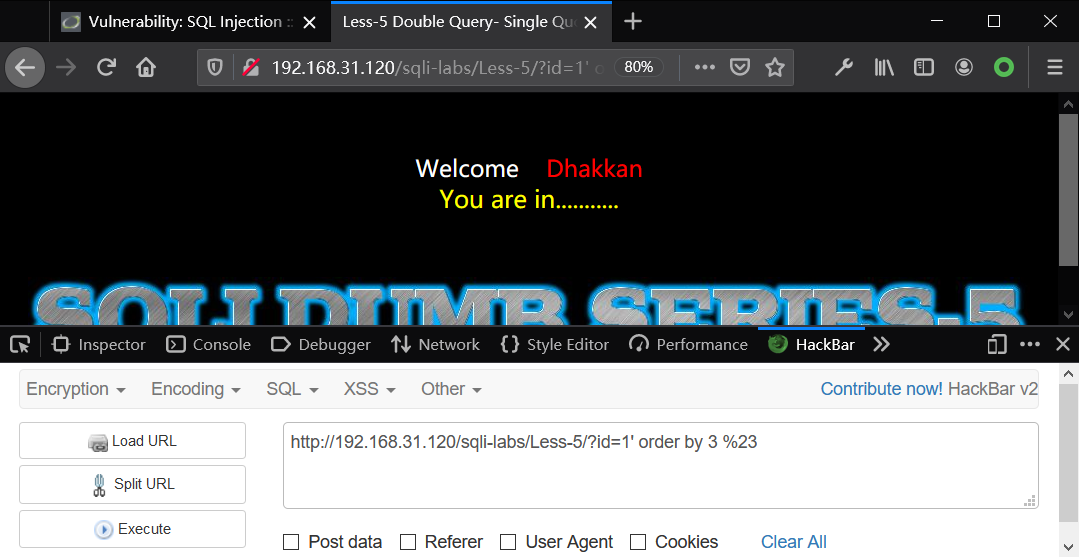 Vulnerability: SQL Injection ::
Less-5 Double Query- Single Qu
192.168.31.120/sqli-labs/Less-5/?id=1' o
80%
Welcome Dhakkan
You are in...........
SQLI DUMB SERIES-5
Inspector Console Debugger Network Style Editor Performance HackBar
Encryption Encoding SQL XSS Other Contribute now! HackBar v2
Load URL
http://192.168.31.120/sqli-labs/Less-5/?id=1' order by 3 %23
Split URL
Execute
Post data Referer User Agent Cookies Clear All